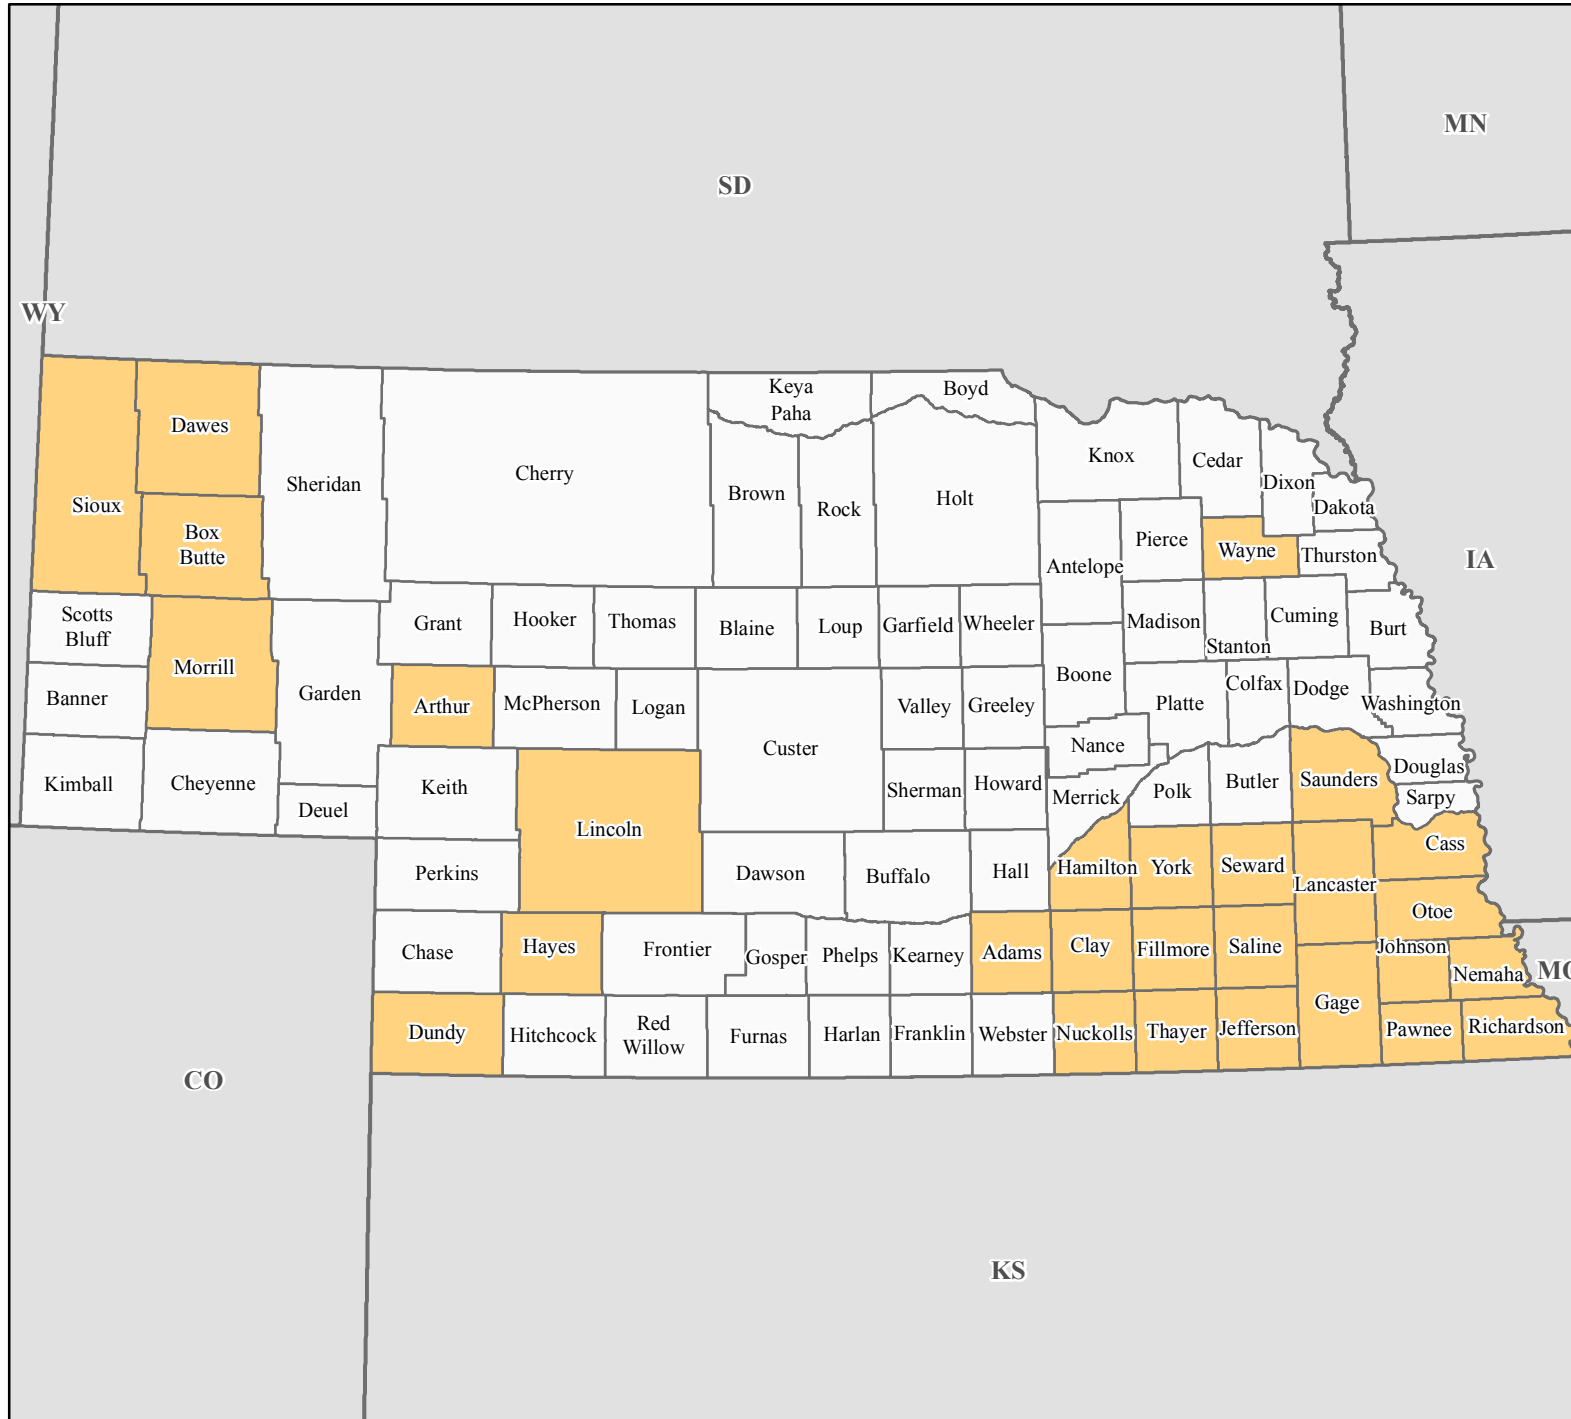 MN
SD
WY
IA
MO
CO
KS
Keya
Paha
Boyd
Dawes
Sioux
Box
Butte
Sheridan
Cherry
Brown
Rock
Holt
Knox
Cedar
Dixon
Dakota
Antelope
Pierce
Wayne
Thurston
Scotts
Bluff
Morrill
Banner
Kimball
Cheyenne
Garden
Deuel
Grant
Hooker
Thomas
Blaine
Loup
Garfield
Wheeler
Madison
Stanton
Cuming
Burt
Arthur
McPherson
Logan
Custer
Valley
Greeley
Boone
Platte
Colfax
Dodge
Washington
Nance
Keith
Lincoln
Sherman
Howard
Merrick
Polk
Butler
Saunders
Douglas
Sarpy
Perkins
Dawson
Buffalo
Hall
Hamilton
York
Seward
Lancaster
Cass
Otoe
Chase
Hayes
Frontier
Gosper
Phelps
Kearney
Adams
Clay
Fillmore
Saline
Gage
Johnson
Nemaha
Dundy
Hitchcock
Red
Willow
Furnas
Harlan
Franklin
Webster
Nuckolls
Thayer
Jefferson
Pawnee
Richardson